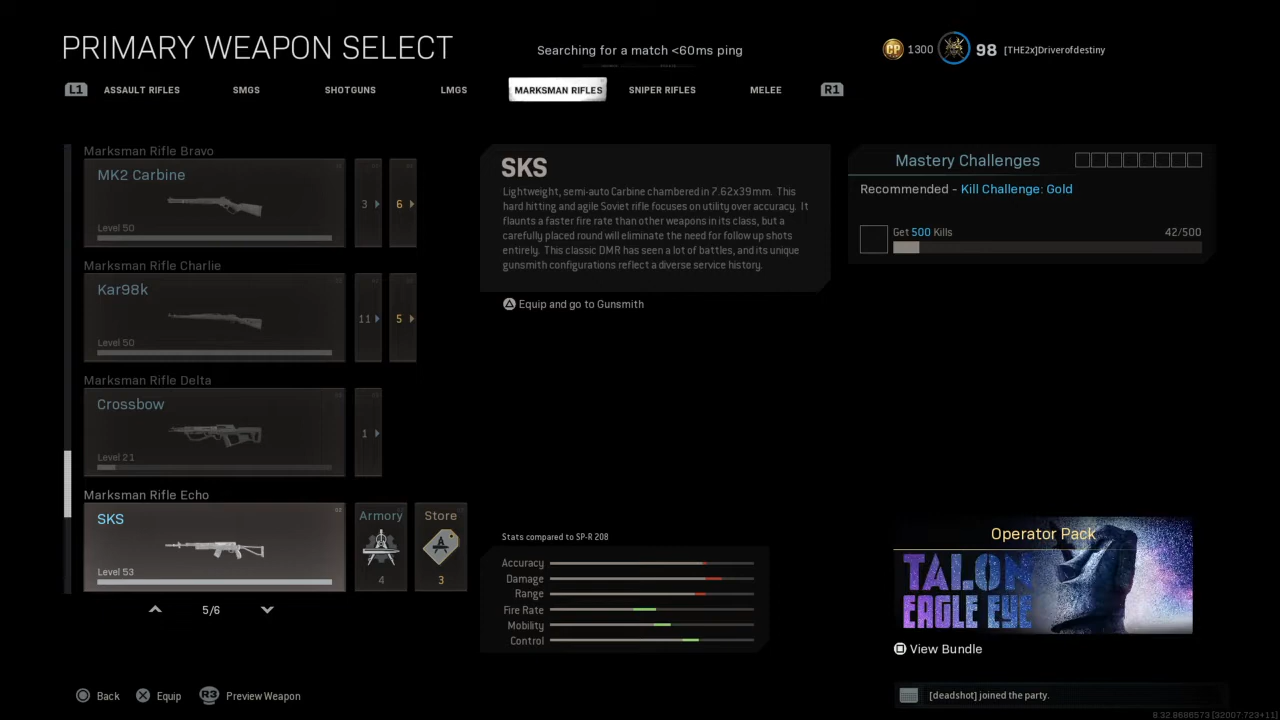 PRIMARY WEAPON SELECT
Searching for a match <60ms ping
CP 1300 98 [THE2x]Driverofdestiny
L1 ASSAULT RIFLES SMGS SHOTGUNS LMGS MARKSMAN RIFLES SNIPER RIFLES MELEE R1
Marksman Rifle Bravo
MK2 Carbine
3 6
Level 50
Marksman Rifle Charlie
Kar98k
11 5
Level 50
Marksman Rifle Delta
Crossbow
1
Level 21
Marksman Rifle Echo
SKS
Level 53
Armory
4
Store
3
5/6
SKS
Lightweight, semi-auto Carbine chambered in 7.62x39mm. This
hard hitting and agile Soviet rifle focuses on utility over accuracy. It
flaunts a faster fire rate than other weapons in its class, but a
carefully placed round will eliminate the need for follow up shots
entirely. This classic DMR has seen a lot of battles, and its unique
gunsmith configurations reflect a diverse service history.
Equip and go to Gunsmith
Mastery Challenges
Recommended - Kill Challenge: Gold
Get 500 Kills 42/500
Stats compared to SP-R 208
Accuracy
Damage
Range
Fire Rate
Mobility
Control
Operator Pack
TALON
EAGLE EYE
View Bundle
Back Equip R3 Preview Weapon
[deadshot] joined the party.
8.32.8686573 [32007:723+11]